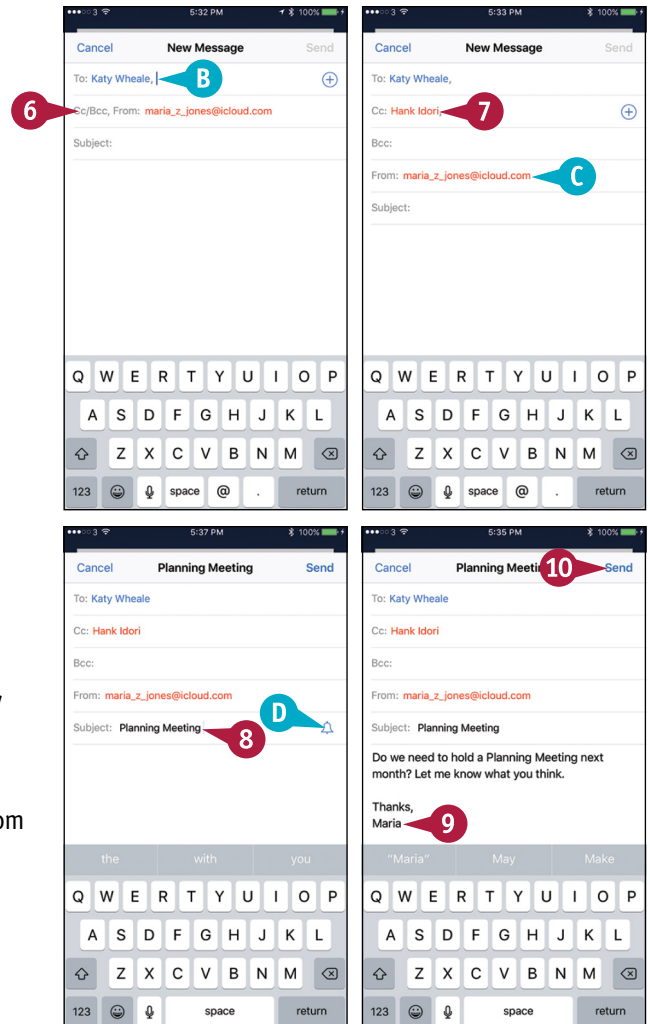 5:32 PM 100%
Cancel New Message Send
To: Katy Wheale, B
6 Cc/Bcc, From: maria_z_jones@icloud.com
Subject:
Q W E R T Y U I O P
A S D F G H J K L
Z X C V B N M
123 space @ . return
3 5:33 PM 100%
Cancel New Message Send
To: Katy Wheale,
Cc: Hank Idori, 7
Bcc:
From: maria_z_jones@icloud.com C
Subject:
Q W E R T Y U I O P
A S D F G H J K L
Z X C V B N M
123 space @ . return
3 5:37 PM 100%
Cancel Planning Meeting Send
To: Katy Wheale
Cc: Hank Idori
Bcc:
From: maria_z_jones@icloud.com
D
Subject: Planning Meeting 8
the with you
Q W E R T Y U I O P
A S D F G H J K L
Z X C V B N M
123 space return
3 5:35 PM 100%
Cancel Planning 10 Send
To: Katy Wheale
Cc: Hank Idori
Bcc:
From: maria_z_jones@icloud.com
Subject: Planning Meeting
Do we need to hold a Planning Meeting next
month? Let me know what you think.
Thanks,
Maria 9
"Maria" May Make
Q W E R T Y U I O P
A S D F G H J K L
Z X C V B N M
123 space return